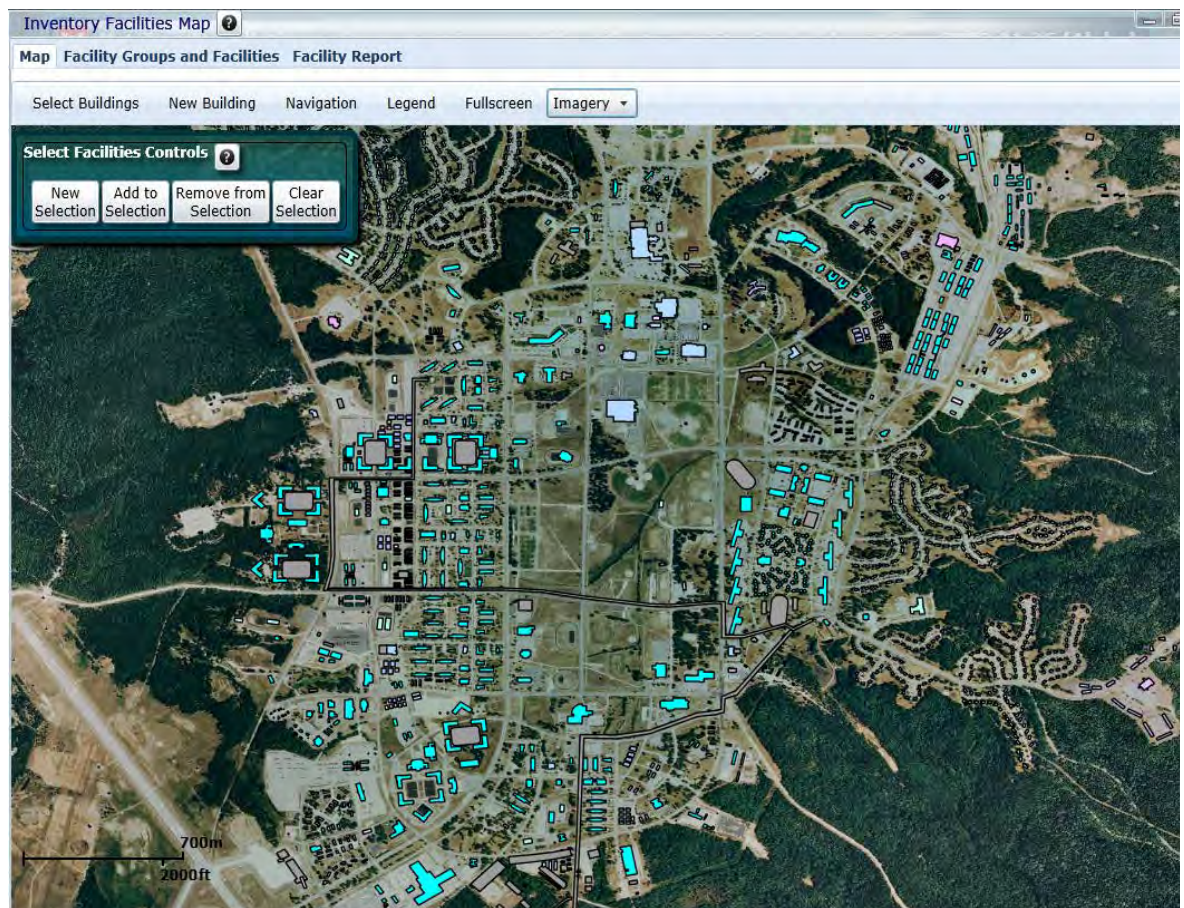 Inventory Facilities Map ?
Map Facility Groups and Facilities Facility Report
Select Buildings New Building Navigation Legend Fullscreen Imagery
Select Facilities Controls ?
New Selection
Add to Selection
Remove from Selection
Clear Selection
700m
2000ft